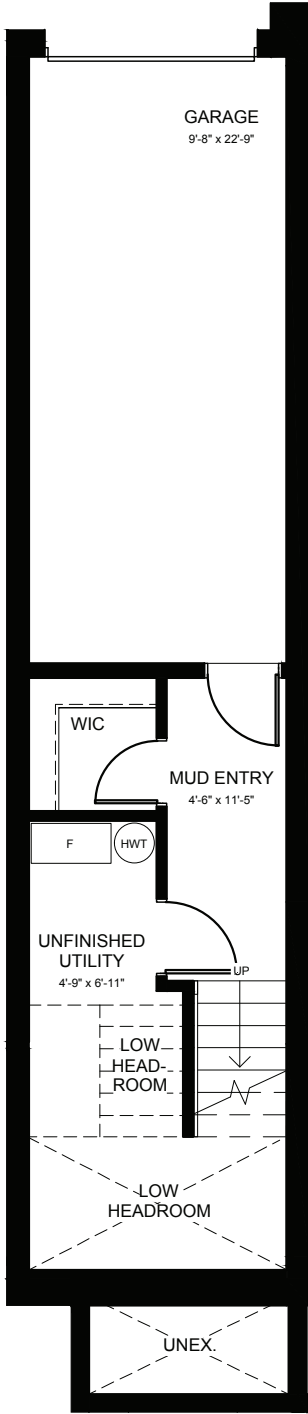 GARAGE
9'-8" x 22'-9"
WIC
MUD ENTRY
4'-6" x 11'-5"
F
HWT
UNFINISHED
UTILITY
4'-9" x 6'-11"
UP
LOW
HEAD-
ROOM
LOW
HEADROOM
UNEX.